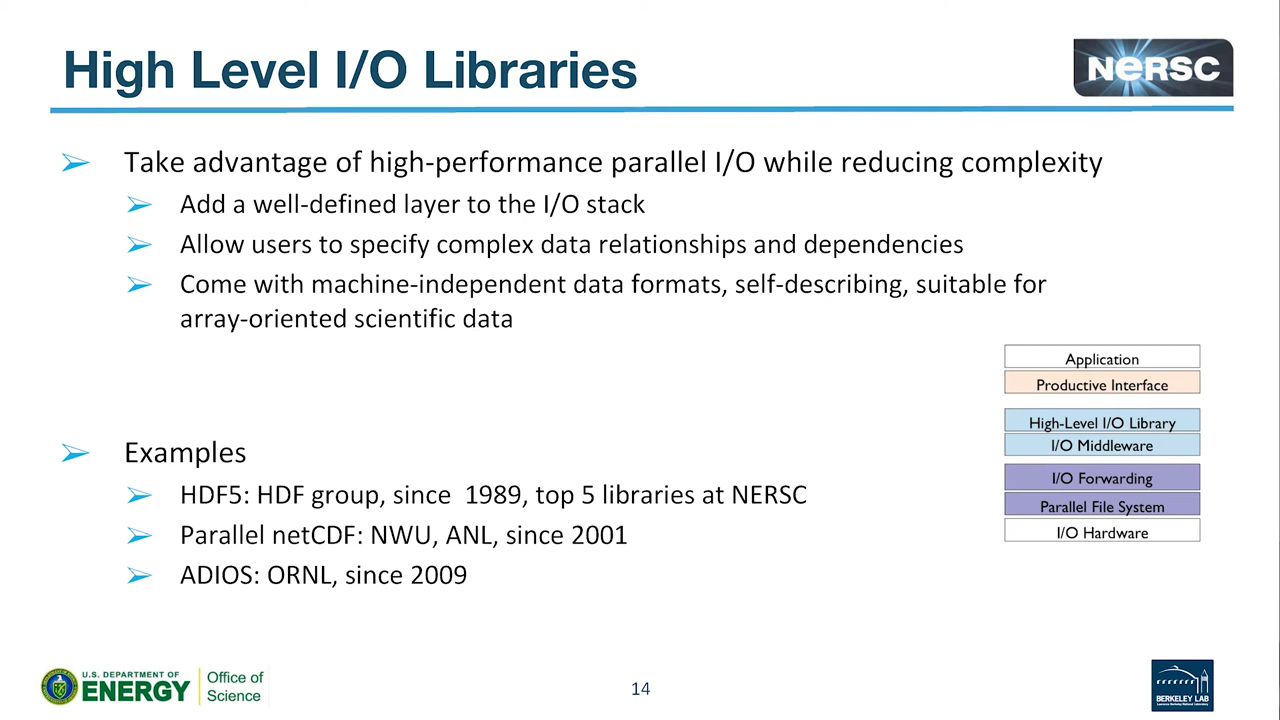 High Level I/O Libraries
NERSC
➢ Take advantage of high-performance parallel I/O while reducing complexity
➢ Add a well-defined layer to the I/O stack
➢ Allow users to specify complex data relationships and dependencies
➢ Come with machine-independent data formats, self-describing, suitable for
array-oriented scientific data
Application
Productive Interface
High-Level I/O Library
I/O Middleware
I/O Forwarding
Parallel File System
I/O Hardware
➢ Examples
➢ HDF5: HDF group, since 1989, top 5 libraries at NERSC
➢ Parallel netCDF: NWU, ANL, since 2001
➢ ADIOS: ORNL, since 2009
U.S. DEPARTMENT OF
ENERGY
Office of
Science
14
BERKELEY LAB
Lawrence Berkeley National Laboratory